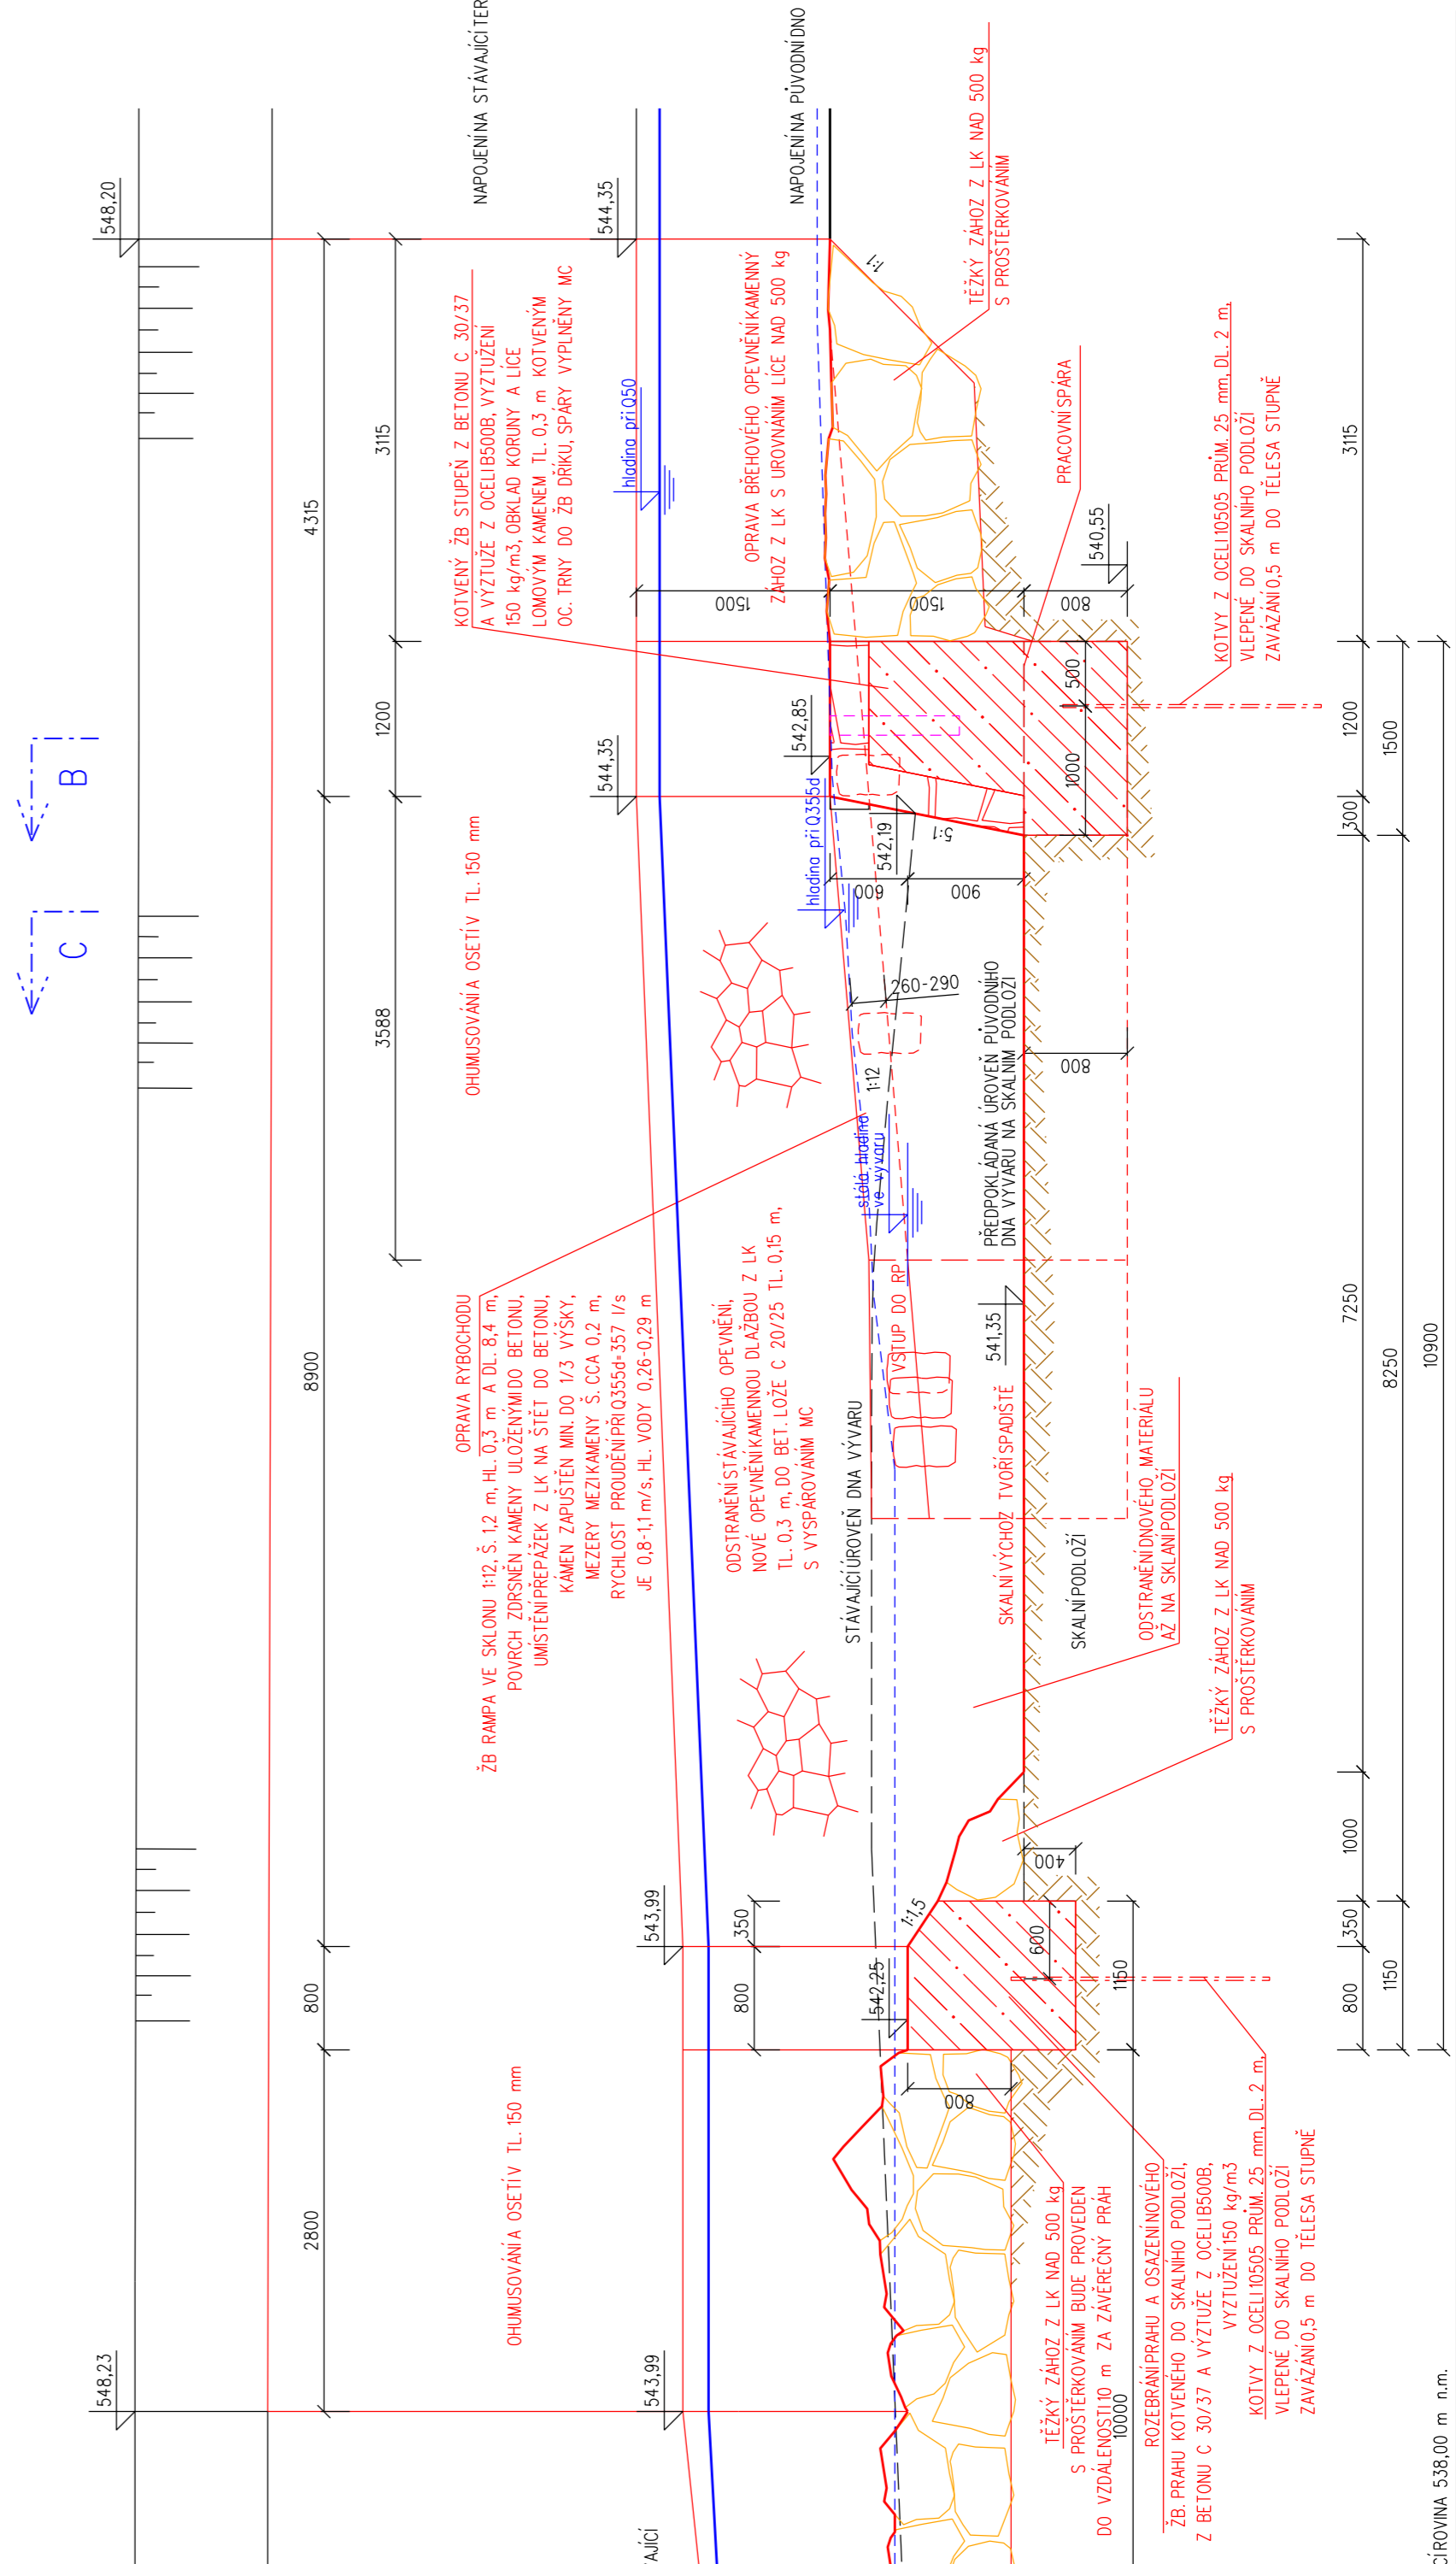 B
C
548,20
548,23
NAPOJENÍ NA STÁVAJÍCÍ TER
4315
8900
800
2800
3115
1200
3588
KOTVENÝ ŽB STUPEŇ Z BETONU C 30/37
A VÝZTUŽE Z OCELI B500B, VYZTUŽENÍ
150 kg/m3, OBKLAD KORUNY A LÍCE
LOMOVÝM KAMENEM TL. 0,3 m KOTVENÝM
OC. TRNY DO ŽB DŘÍKU, SPÁRY VYPLNĚNY MC
OHUMUSOVÁNÍ A OSETÍ V TL. 150 mm
OHUMUSOVÁNÍ A OSETÍ V TL. 150 mm
OPRAVA RYBOCHODU
ŽB RAMPA VE SKLONU 1:12, Š. 1,2 m, HL. 0,3 m A DL. 8,4 m,
POVRCH ZDRSNĚN KAMENY ULOŽENÝMI DO BETONU,
UMÍSTĚNÍ PŘEPÁŽEK Z LK NA ŠTĚT DO BETONU,
KÁMEN ZAPUŠTĚN MIN. DO 1/3 VÝŠKY,
MEZERY MEZI KAMENY Š. CCA 0,2 m,
RYCHLOST PROUDĚNÍ PŘI Q355d=357 l/s
JE 0,8-1,1 m/s, HL. VODY 0,26-0,29 m
544,35
544,35
543,99
543,99
AJÍCÍ
hladina při Q50
1500
1500
800
OPRAVA BŘEHOVÉHO OPEVNĚNÍ KAMENNÝ
ZÁHOZ Z LK S UROVNÁNÍM LÍCE NAD 500 kg
NAPOJENÍ NA PŮVODNÍ DNO
ODSTRANĚNÍ STÁVAJÍCÍHO OPEVNĚNÍ,
NOVÉ OPEVNĚNÍ KAMENNOU DLAŽBOU Z LK
TL. 0,3 m, DO BET. LOŽE C 20/25 TL. 0,15 m,
S VYSPÁROVÁNÍM MC
350
800
542,85
hladina při Q355d
542,19
600
900
5:1
1:1
260-290
1:12
stálá hladina
ve vývaru
STÁVAJÍCÍ ÚROVEŇ DNA VÝVARU
VSTUP DO RP
542,25
1:1,5
800
TĚŽKÝ ZÁHOZ Z LK NAD 500 kg
S PROŠTĚRKOVÁNÍM
PŘEDPOKLÁDANÁ ÚROVEŇ PŮVODNÍHO
DNA VÝVARU NA SKALNÍM PODLOŽÍ
541,35
SKALNÍ VÝCHOZ TVOŘÍ SPADIŠTĚ
SKALNÍ PODLOŽÍ
PRACOVNÍ SPÁRA
540,55
500
1000
800
400
600
1150
10000
ODSTRANĚNÍ DNOVÉHO MATERIÁLU
AŽ NA SKLANÍ PODLOŽÍ
TĚŽKÝ ZÁHOZ Z LK NAD 500 kg
S PROŠTĚRKOVÁNÍM
KOTVY Z OCELI 10505 PRŮM. 25 mm, DL. 2 m,
VLEPENÉ DO SKALNÍHO PODLOŽÍ
ZAVÁZÁNÍ 0,5 m DO TĚLESA STUPNĚ
TĚŽKÝ ZÁHOZ Z LK NAD 500 kg
S PROŠTĚRKOVÁNÍM BUDE PROVEDEN
DO VZDÁLENOSTI 10 m ZA ZÁVĚREČNÝ PRÁH
ROZEBRÁNÍ PRAHU A OSAZENÍ NOVÉHO
ŽB. PRAHU KOTVENÉHO DO SKALNÍHO PODLOŽÍ,
Z BETONU C 30/37 A VÝZTUŽE Z OCELI B500B,
VYZTUŽENÍ 150 kg/m3
KOTVY Z OCELI 10505 PRŮM. 25 mm, DL. 2 m,
VLEPENÉ DO SKALNÍHO PODLOŽÍ
ZAVÁZÁNÍ 0,5 m DO TĚLESA STUPNĚ
3115
1200
300
7250
1000
350
800
1500
8250
1150
10900
CÍ ROVINA 538,00 m n.m.